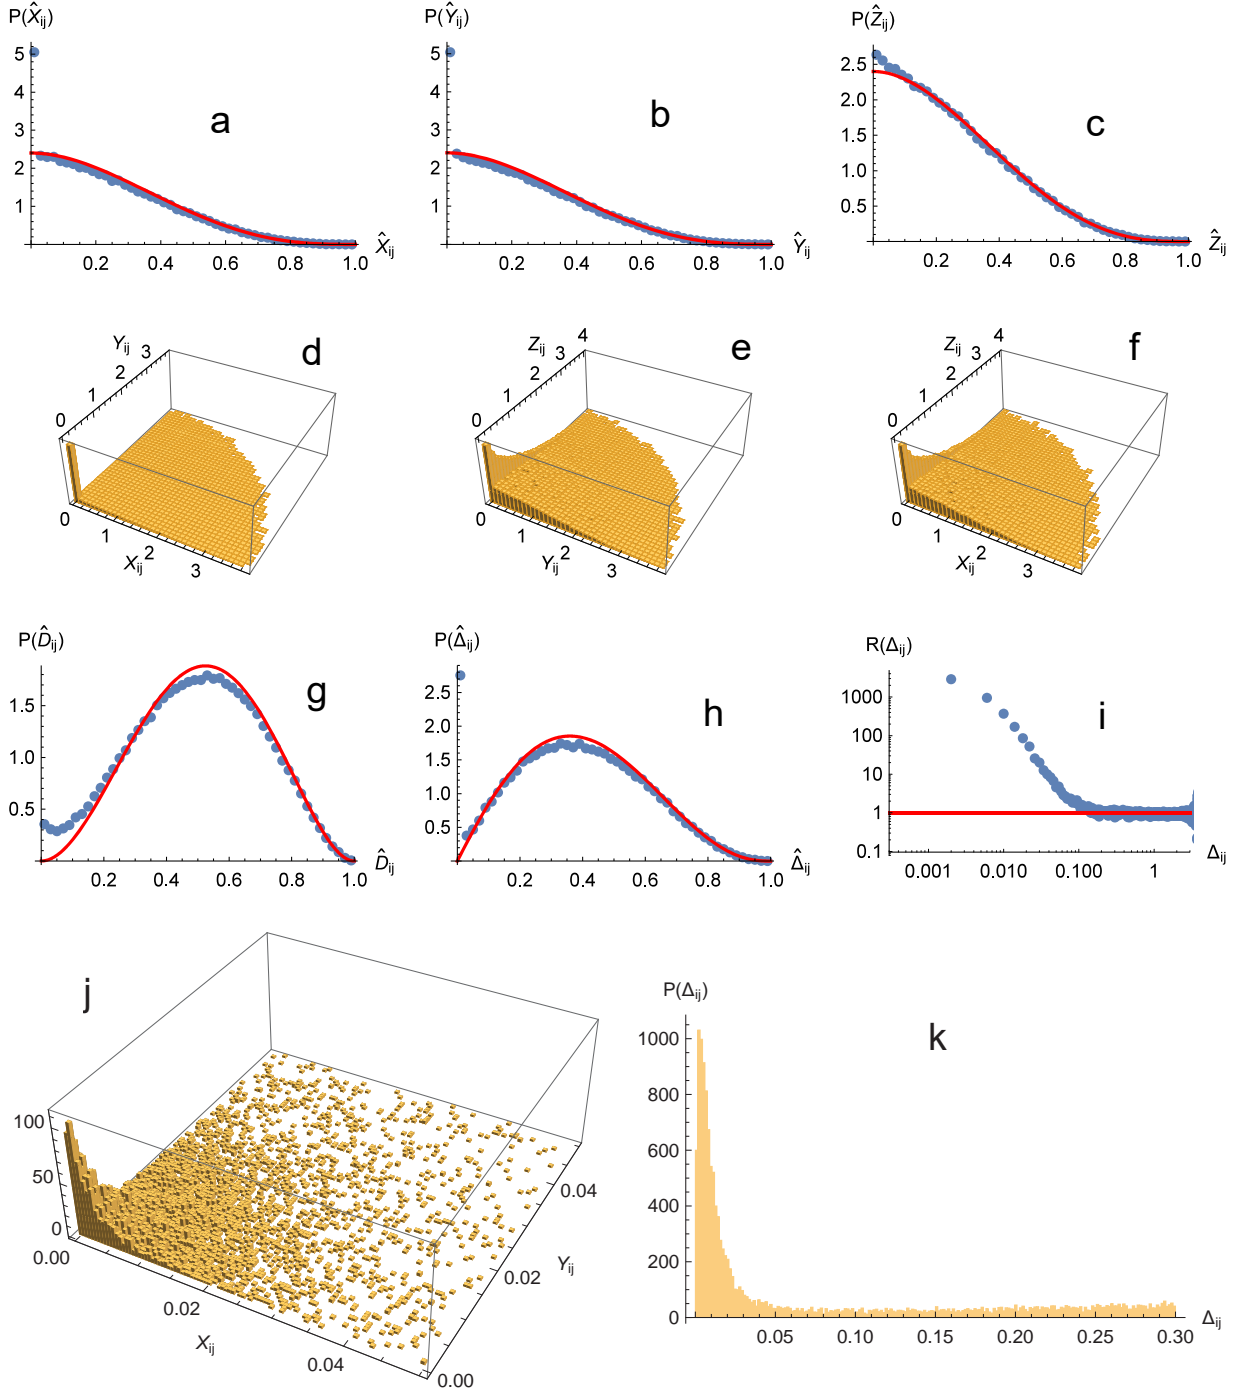 P(X̂ij) P(Ŷij) P(Ẑij)
a b c
5 4 3 2 1
0.2 0.4 0.6 0.8 1.0 X̂ij
5 4 3 2 1
0.2 0.4 0.6 0.8 1.0 Ŷij
2.5 2.0 1.5 1.0 0.5
0.2 0.4 0.6 0.8 1.0 Ẑij
d
Yij 0 1 2 3
0 1 2 3 Xij
e
Zij 0 1 2 3 4
0 1 2 3 Yij
f
Zij 0 1 2 3 4
0 1 2 3 Xij
P(D̂ij) P(Δ̂ij) R(Δij)
g h i
1.5 1.0 0.5
0.2 0.4 0.6 0.8 1.0 D̂ij
2.5 2.0 1.5 1.0 0.5
0.2 0.4 0.6 0.8 1.0 Δ̂ij
1000 100 10 1 0.1
0.001 0.010 0.100 1 Δij
j
100 50 0
0.00 0.02 0.04 Xij
0.00 0.02 0.04 Yij
P(Δij)
k
1000 800 600 400 200 0
0.05 0.10 0.15 0.20 0.25 0.30 Δij